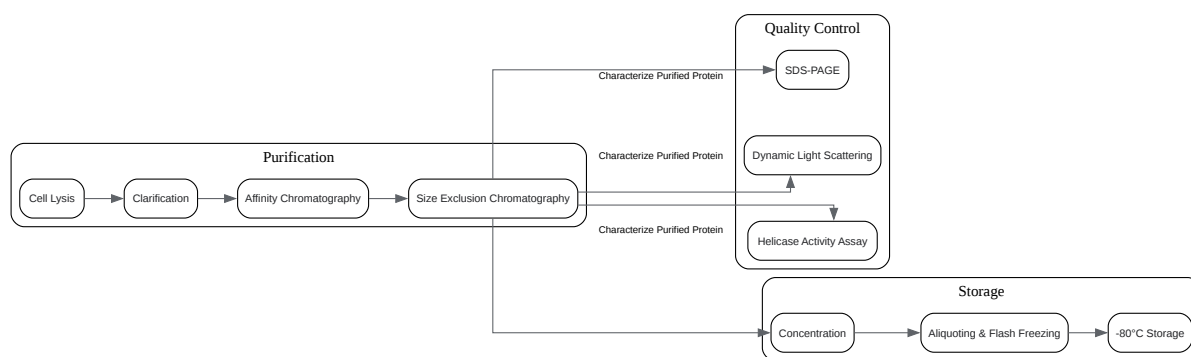 Quality Control
SDS-PAGE
Characterize Purified Protein
Purification
Cell Lysis
Clarification
Affinity Chromatography
Size Exclusion Chromatography
Characterize Purified Protein
Dynamic Light Scattering
Characterize Purified Protein
Helicase Activity Assay
Storage
Concentration
Aliquoting & Flash Freezing
-80°C Storage